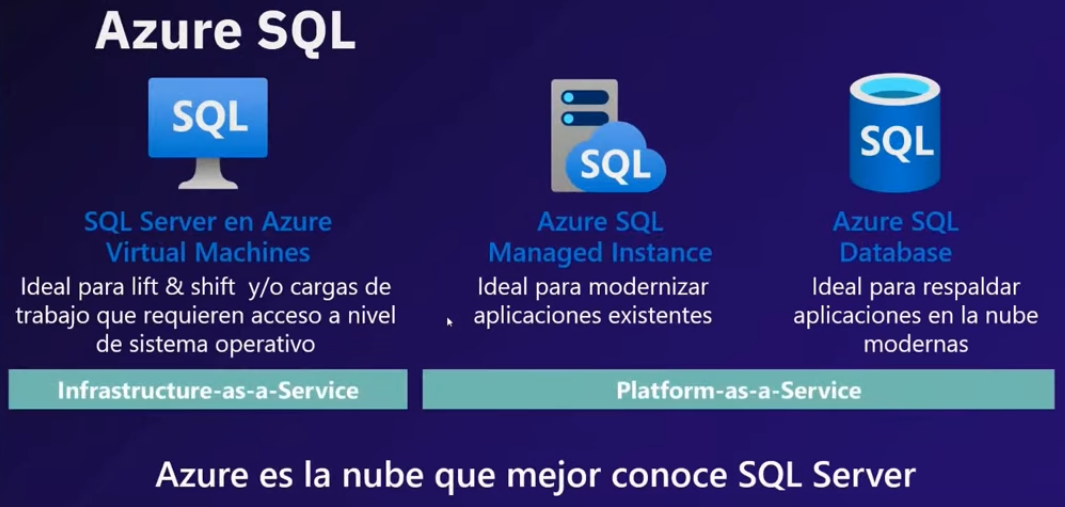 Azure SQL
SQL
SQL Server en Azure
Virtual Machines
Ideal para lift & shift y/o cargas de
trabajo que requieren acceso a nivel
de sistema operativo
Infrastructure-as-a-Service
SQL
Azure SQL
Managed Instance
Ideal para modernizar
aplicaciones existentes
SQL
Azure SQL
Database
Ideal para respaldar
aplicaciones en la nube
modernas
Platform-as-a-Service
Azure es la nube que mejor conoce SQL Server